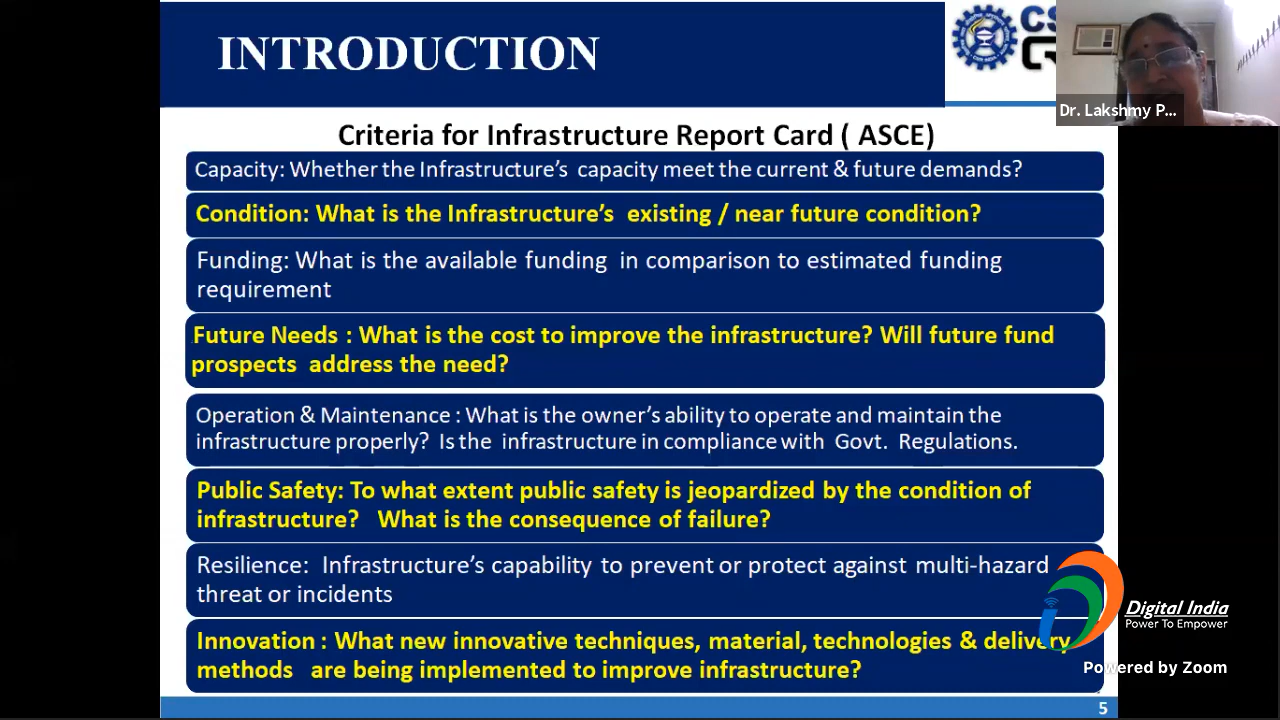 INTRODUCTION
CS
Dr. Lakshmy P...
Criteria for Infrastructure Report Card ( ASCE)
Capacity: Whether the Infrastructure's capacity meet the current & future demands?
Condition: What is the Infrastructure's existing / near future condition?
Funding: What is the available funding in comparison to estimated funding
requirement
Future Needs : What is the cost to improve the infrastructure? Will future fund
prospects address the need?
Operation & Maintenance : What is the owner's ability to operate and maintain the
infrastructure properly? Is the infrastructure in compliance with Govt. Regulations.
Public Safety: To what extent public safety is jeopardized by the condition of
infrastructure? What is the consequence of failure?
Resilience: Infrastructure's capability to prevent or protect against multi-hazard
threat or incidents
Innovation : What new innovative techniques, material, technologies & delivery
methods are being implemented to improve infrastructure?
Digital India
Power To Empower
Powered by Zoom
5